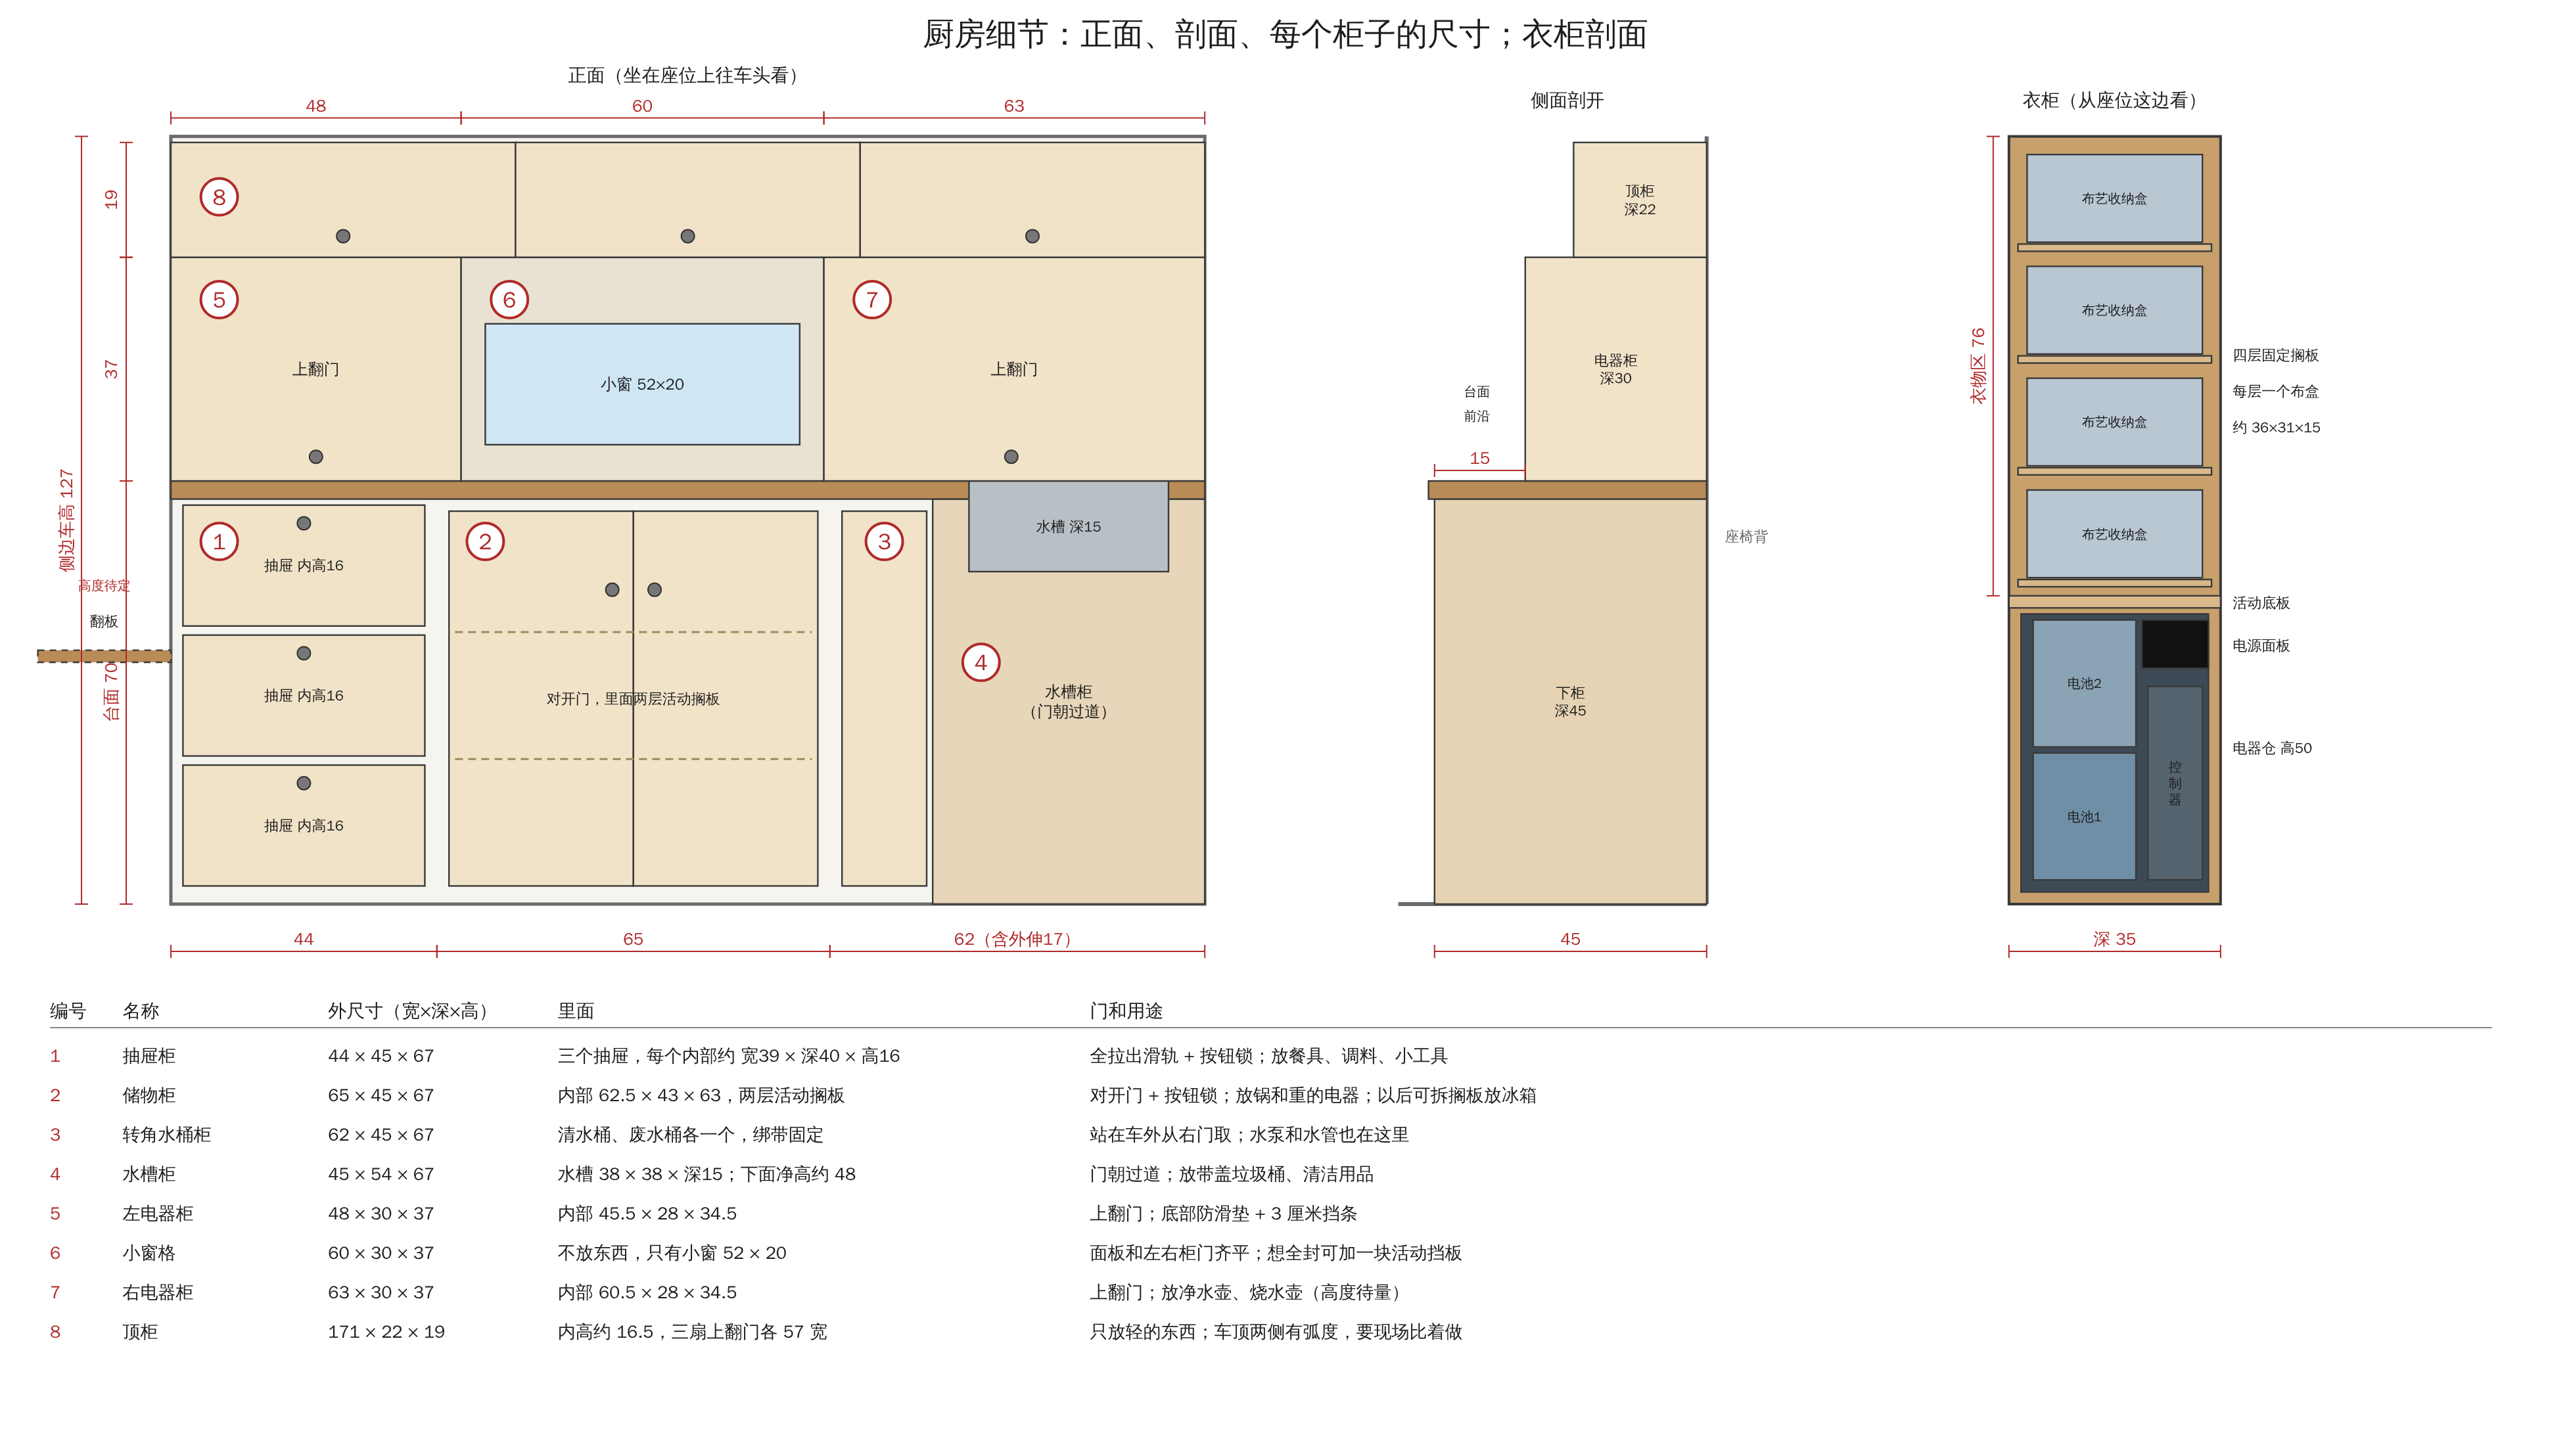 厨房细节：正面、剖面、每个柜子的尺寸；衣柜剖面
正面（坐在座位上往车头看）
48
60
63
侧边车高 127
19
37
高度待定
翻板
台面 70
8
5
上翻门
6
小窗 52×20
7
上翻门
1
抽屉 内高16
抽屉 内高16
抽屉 内高16
2
对开门，里面两层活动搁板
3
水槽 深15
4
水槽柜
（门朝过道）
44
65
62（含外伸17）
侧面剖开
顶柜
深22
电器柜
深30
台面
前沿
15
座椅背
下柜
深45
45
衣柜（从座位这边看）
衣物区 76
布艺收纳盒
布艺收纳盒
布艺收纳盒
布艺收纳盒
四层固定搁板
每层一个布盒
约 36×31×15
活动底板
电源面板
电器仓 高50
电池2
电池1
控
制
器
深 35
编号 名称 外尺寸（宽×深×高） 里面 门和用途
1 抽屉柜 44 × 45 × 67 三个抽屉，每个内部约 宽39 × 深40 × 高16 全拉出滑轨 + 按钮锁；放餐具、调料、小工具
2 储物柜 65 × 45 × 67 内部 62.5 × 43 × 63，两层活动搁板 对开门 + 按钮锁；放锅和重的电器；以后可拆搁板放冰箱
3 转角水桶柜 62 × 45 × 67 清水桶、废水桶各一个，绑带固定 站在车外从右门取；水泵和水管也在这里
4 水槽柜 45 × 54 × 67 水槽 38 × 38 × 深15；下面净高约 48 门朝过道；放带盖垃圾桶、清洁用品
5 左电器柜 48 × 30 × 37 内部 45.5 × 28 × 34.5 上翻门；底部防滑垫 + 3 厘米挡条
6 小窗格 60 × 30 × 37 不放东西，只有小窗 52 × 20 面板和左右柜门齐平；想全封可加一块活动挡板
7 右电器柜 63 × 30 × 37 内部 60.5 × 28 × 34.5 上翻门；放净水壶、烧水壶（高度待量）
8 顶柜 171 × 22 × 19 内高约 16.5，三扇上翻门各 57 宽 只放轻的东西；车顶两侧有弧度，要现场比着做